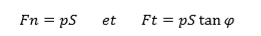 Fn = pS et Ft = pS tan φ